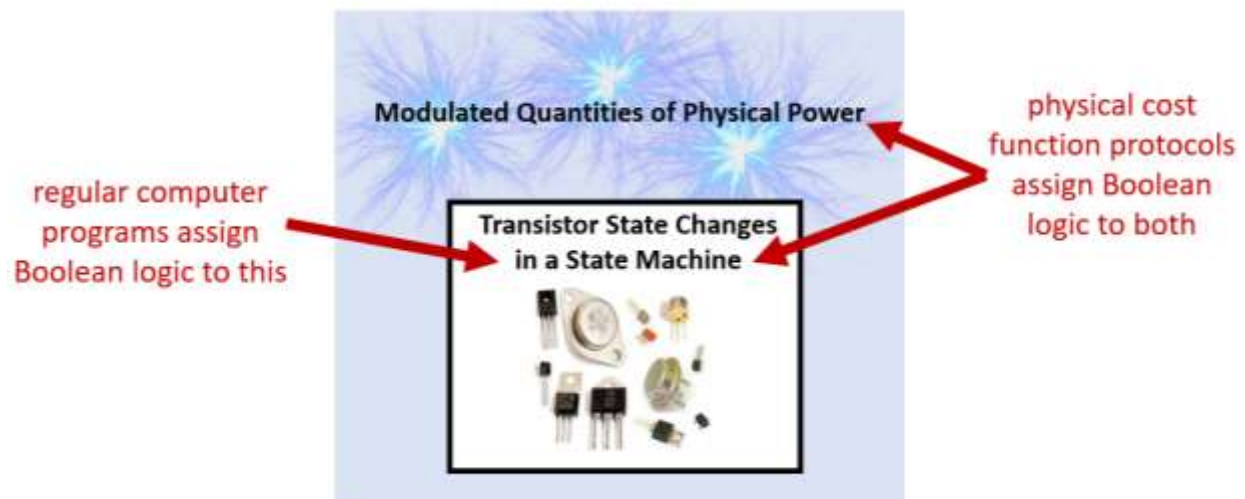 Modulated Quantities of Physical Power
regular computer
programs assign
Boolean logic to this
Transistor State Changes
in a State Machine
physical cost
function protocols
assign Boolean
logic to both